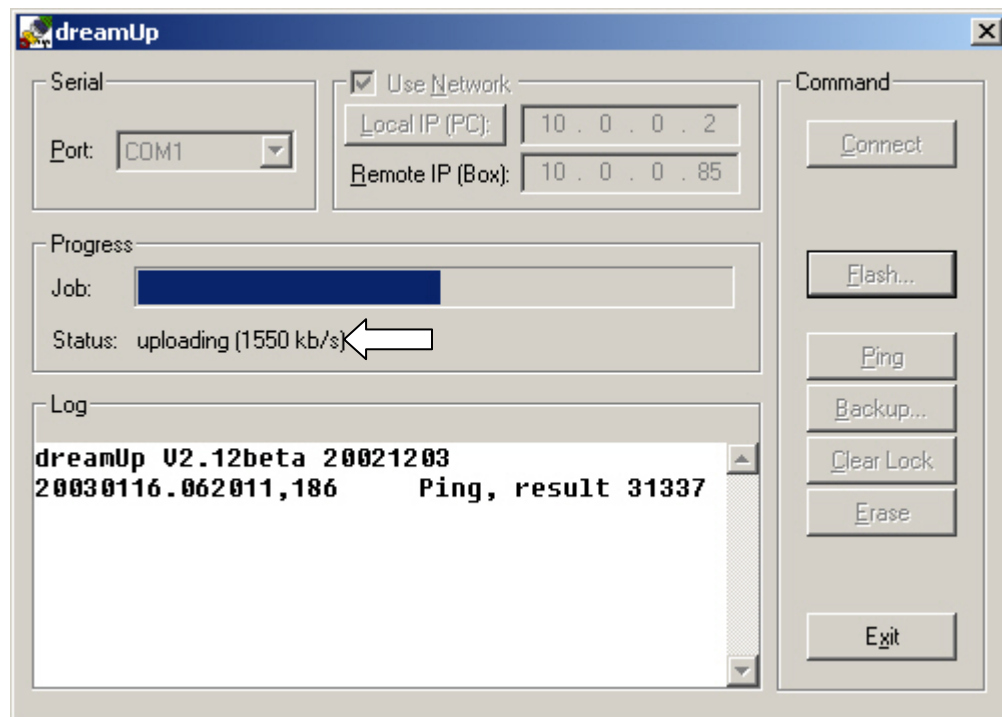 dreamUp
Serial
Port: COM1
Use Network
Local IP (PC): 10 . 0 . 0 . 2
Remote IP (Box): 10 . 0 . 0 . 85
Command
Connect
Flash...
Ping
Backup...
Clear Lock
Erase
Exit
Progress
Job:
Status: uploading (1550 kb/s)
Log
dreamUp V2.12beta 20021203
20030116.062011,186 Ping, result 31337